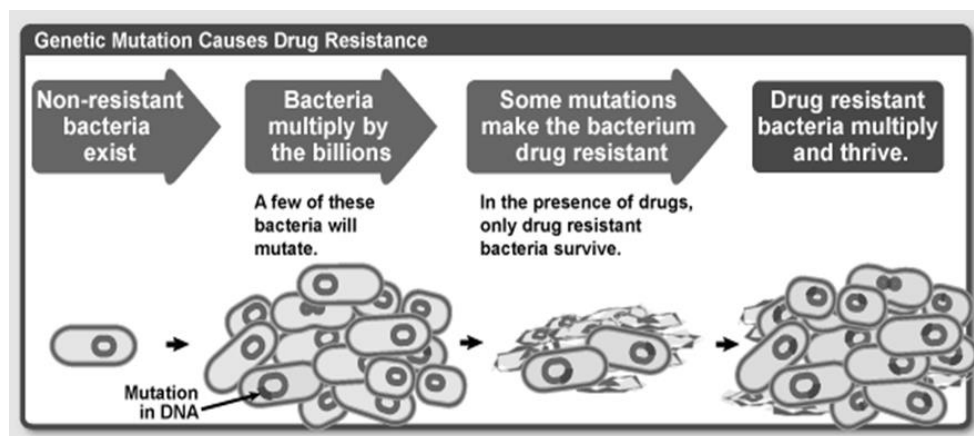 Genetic Mutation Causes Drug Resistance
Non-resistant
bacteria
exist
Bacteria
multiply by
the billions
Some mutations
make the bacterium
drug resistant
Drug resistant
bacteria multiply
and thrive.
A few of these
bacteria will
mutate.
In the presence of drugs,
only drug resistant
bacteria survive.
Mutation
in DNA